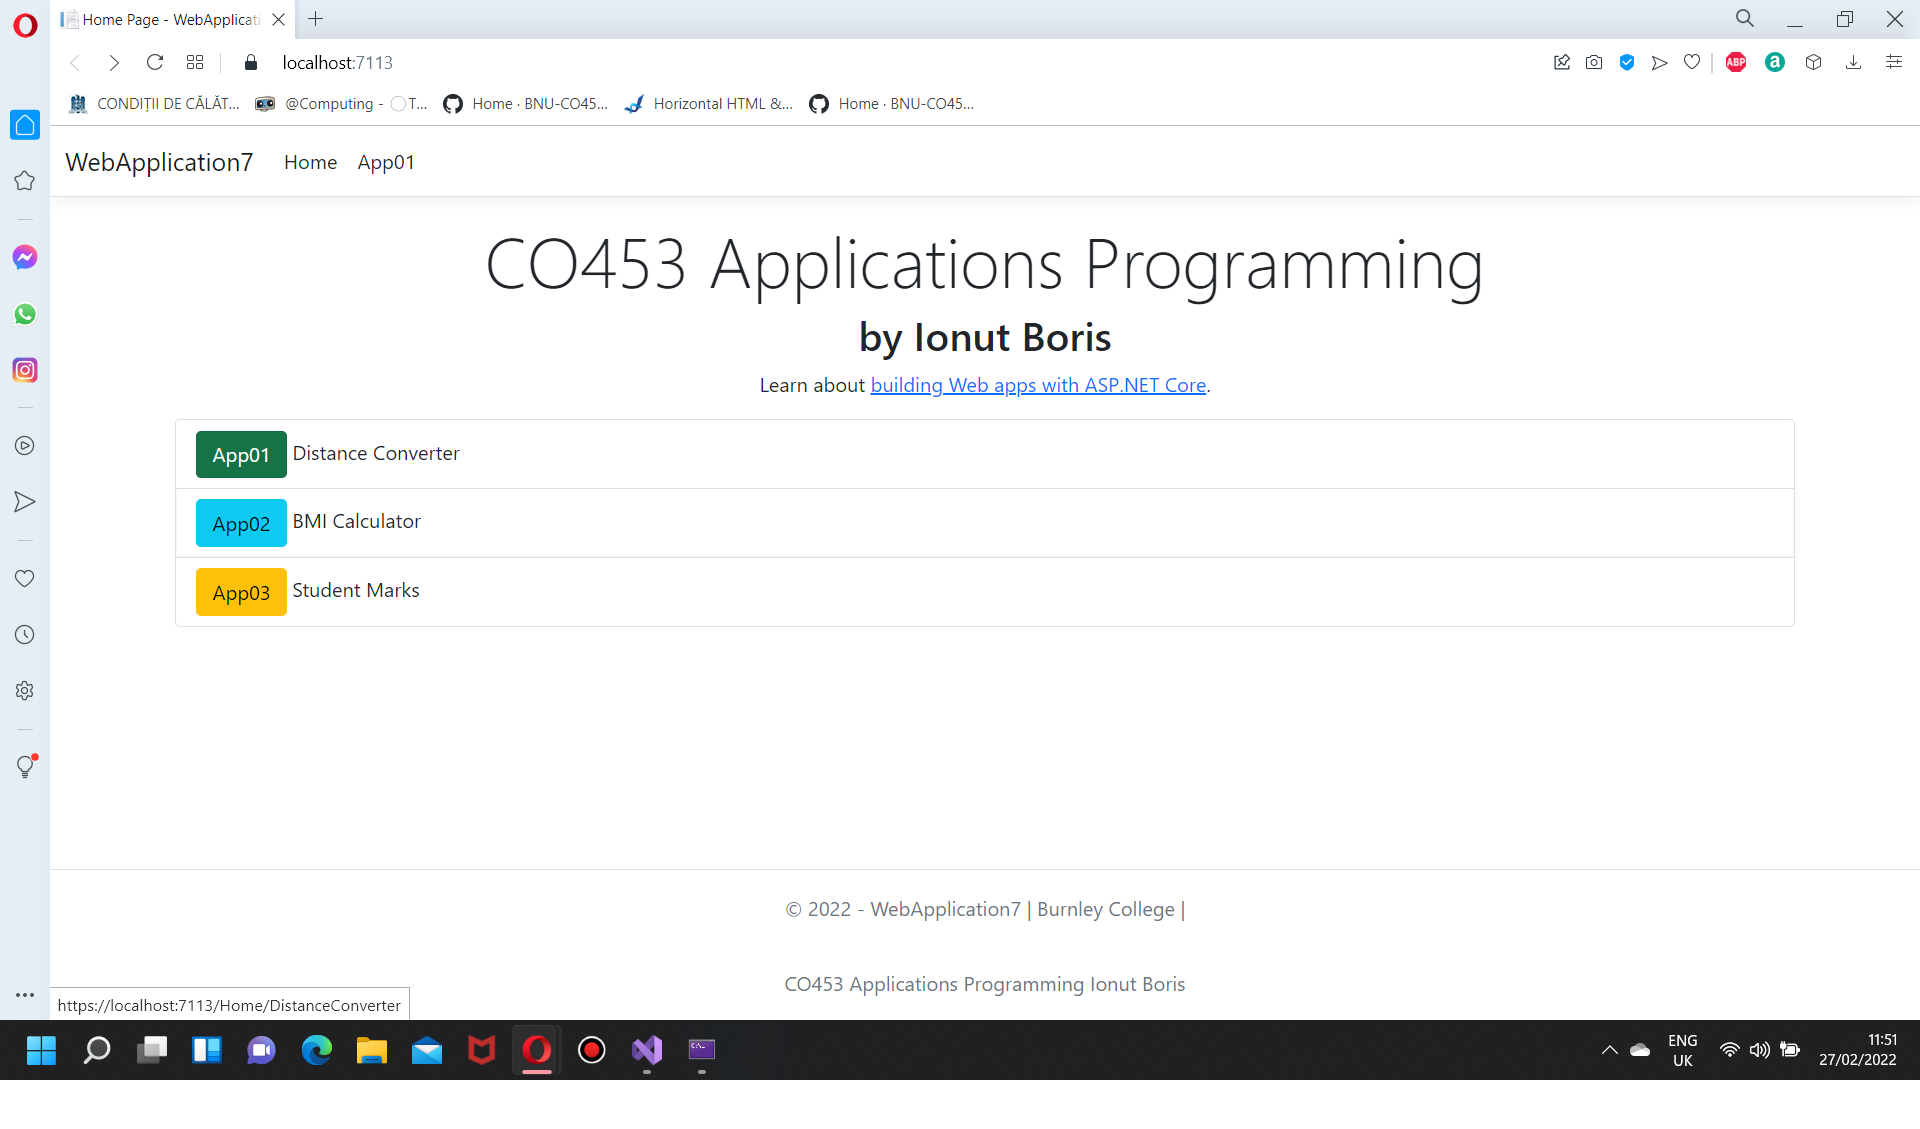 Home Page - WebApplicati
localhost:7113
CONDIȚII DE CĂLĂT...
@Computing - T...
Home · BNU-CO45...
Horizontal HTML &...
Home · BNU-CO45...
ABP
a
WebApplication7
Home
App01
CO453 Applications Programming
by Ionut Boris
Learn about building Web apps with ASP.NET Core.
App01 Distance Converter
App02 BMI Calculator
App03 Student Marks
© 2022 - WebApplication7 | Burnley College |
CO453 Applications Programming Ionut Boris
https://localhost:7113/Home/DistanceConverter
ENG
UK
11:51
27/02/2022